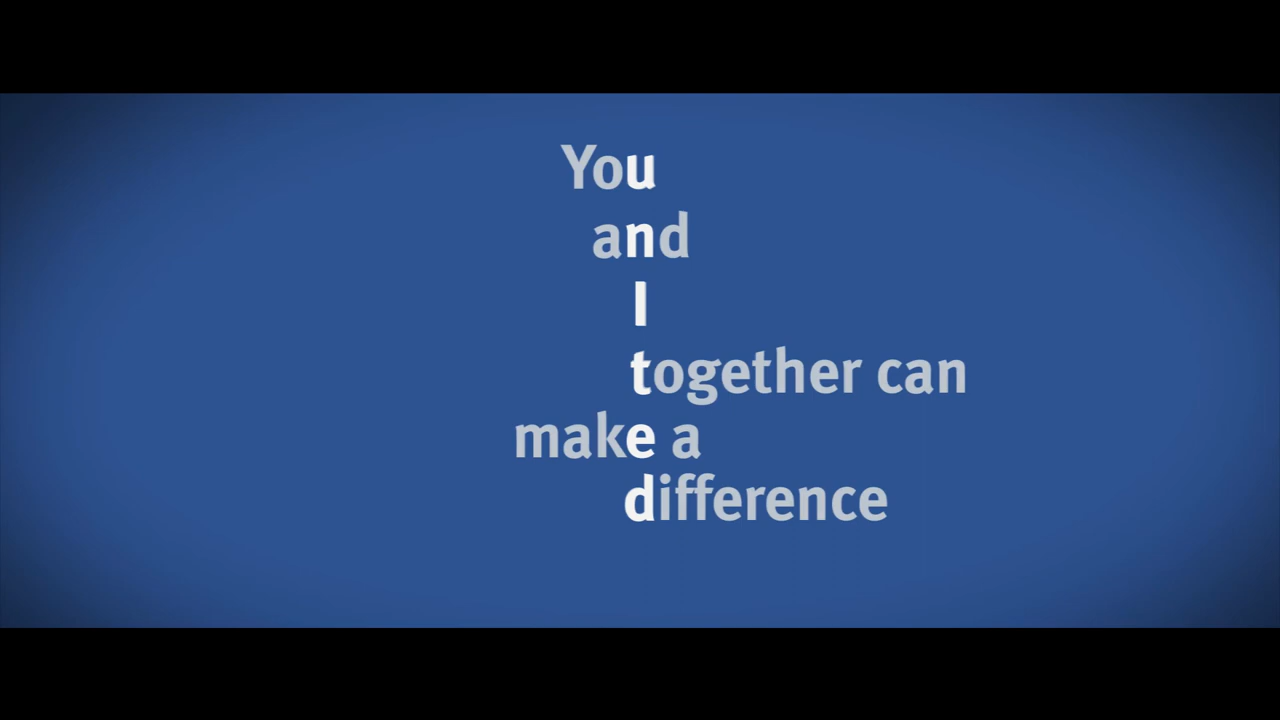 You
and
I
together can
make a
difference